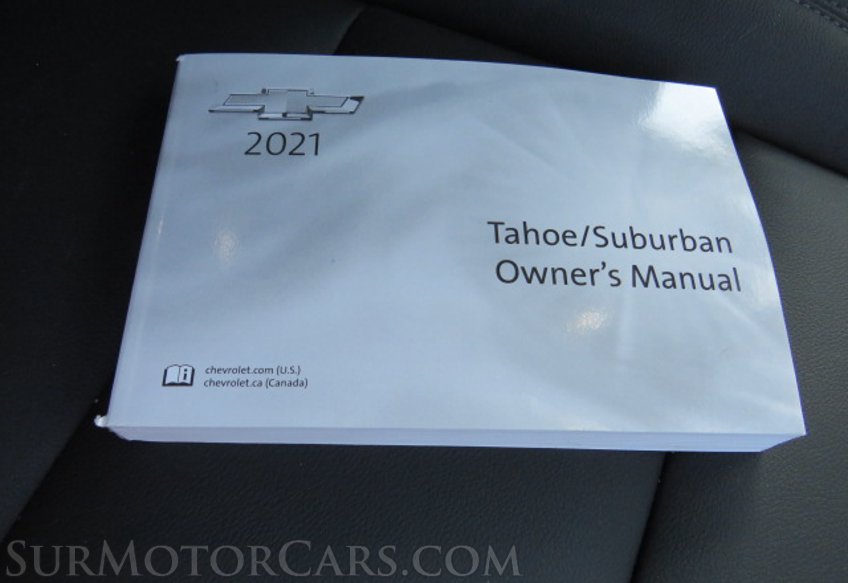 2021
Tahoe/Suburban
Owner's Manual
chevrolet.com (U.S.)
chevrolet.ca (Canada)
SurMotorCars.com